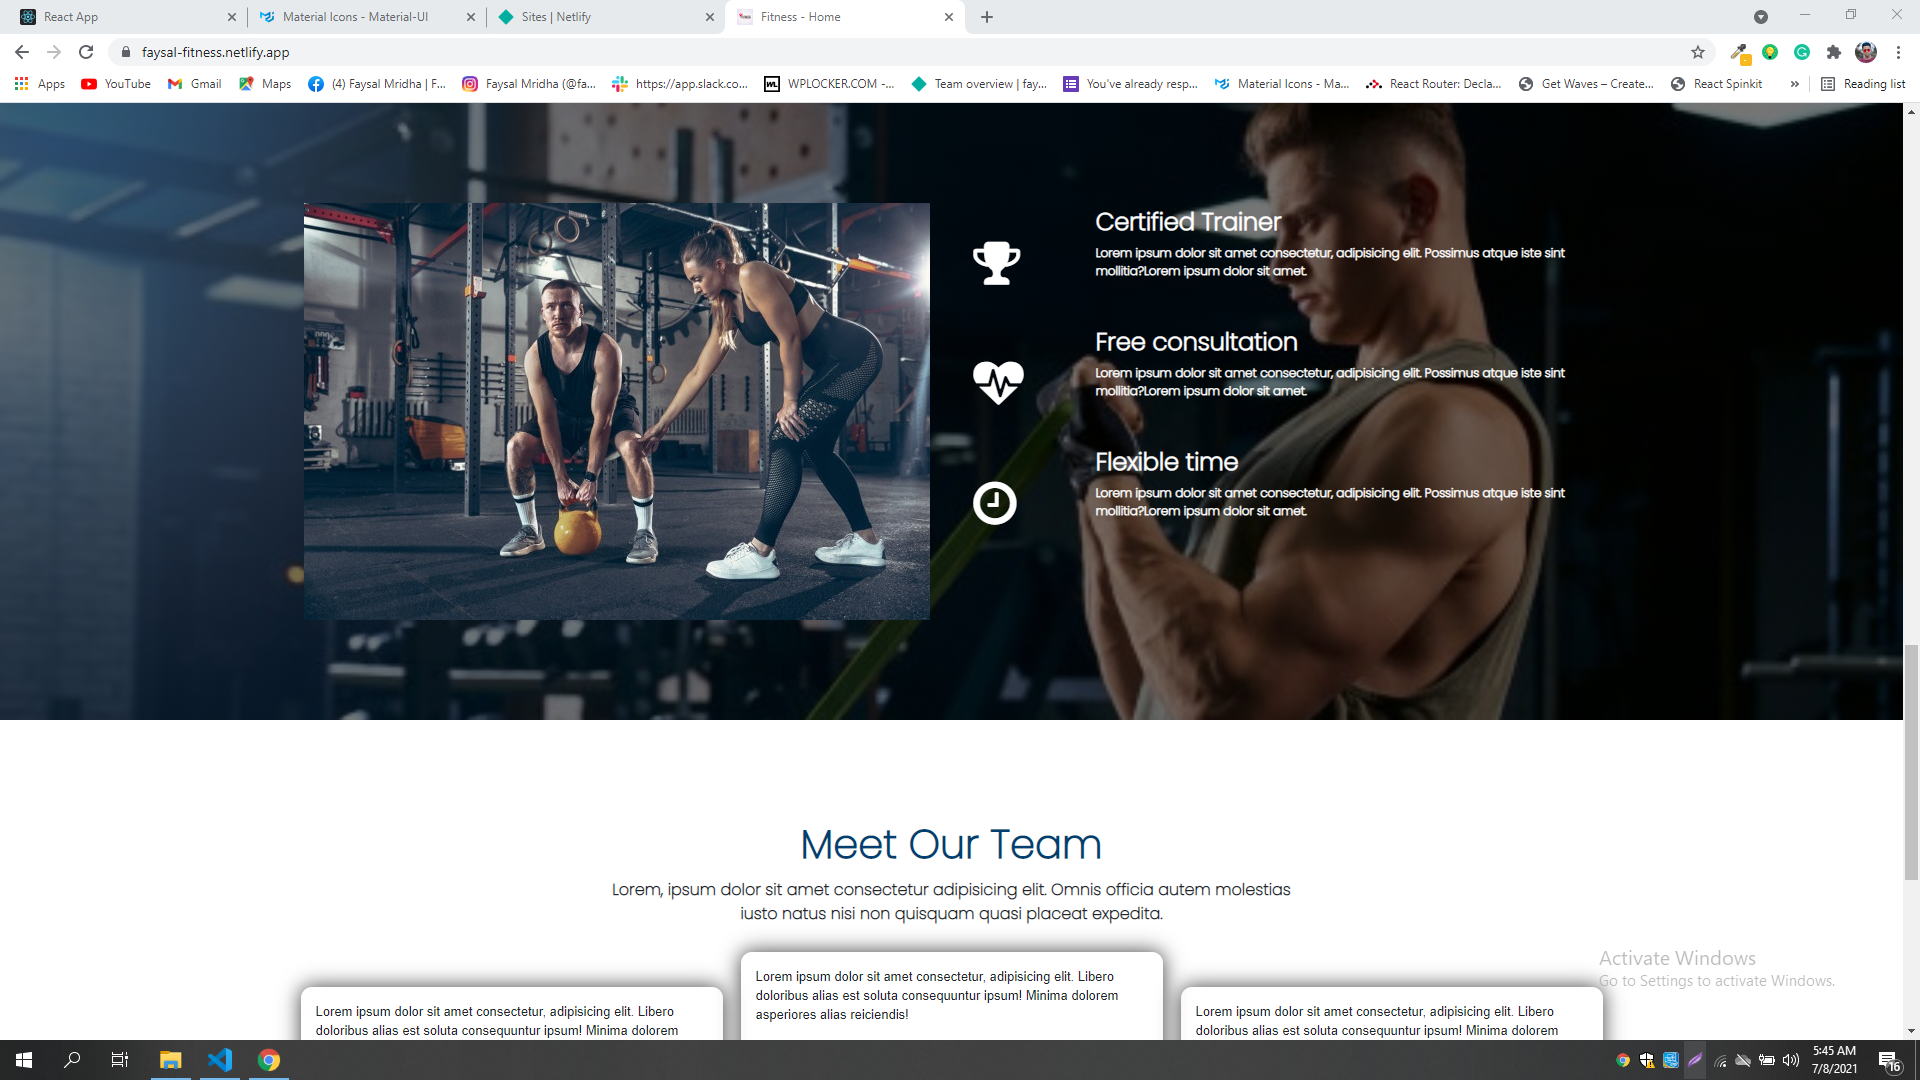 React App
Material Icons - Material-UI
Sites | Netlify
Fitness - Home
faysal-fitness.netlify.app
Apps
YouTube
Gmail
Maps
(4) Faysal Mridha | F...
Faysal Mridha (@fa...
https://app.slack.co...
WL
WPLOCKER.COM -...
Team overview | fay...
You've already resp...
Material Icons - Ma...
React Router: Decla...
Get Waves – Create...
React Spinkit
»
Reading list
Certified Trainer
Lorem ipsum dolor sit amet consectetur, adipisicing elit. Possimus atque iste sint
mollitia?Lorem ipsum dolor sit amet.
Free consultation
Lorem ipsum dolor sit amet consectetur, adipisicing elit. Possimus atque iste sint
mollitia?Lorem ipsum dolor sit amet.
Flexible time
Lorem ipsum dolor sit amet consectetur, adipisicing elit. Possimus atque iste sint
mollitia?Lorem ipsum dolor sit amet.
Meet Our Team
Lorem, ipsum dolor sit amet consectetur adipisicing elit. Omnis officia autem molestias
iusto natus nisi non quisquam quasi placeat expedita.
Lorem ipsum dolor sit amet consectetur, adipisicing elit. Libero
doloribus alias est soluta consequuntur ipsum! Minima dolorem
Lorem ipsum dolor sit amet consectetur, adipisicing elit. Libero
doloribus alias est soluta consequuntur ipsum! Minima dolorem
asperiores alias reiciendis!
Lorem ipsum dolor sit amet consectetur, adipisicing elit. Libero
doloribus alias est soluta consequuntur ipsum! Minima dolorem
Activate Windows
Go to Settings to activate Windows.
5:45 AM
7/8/2021
16